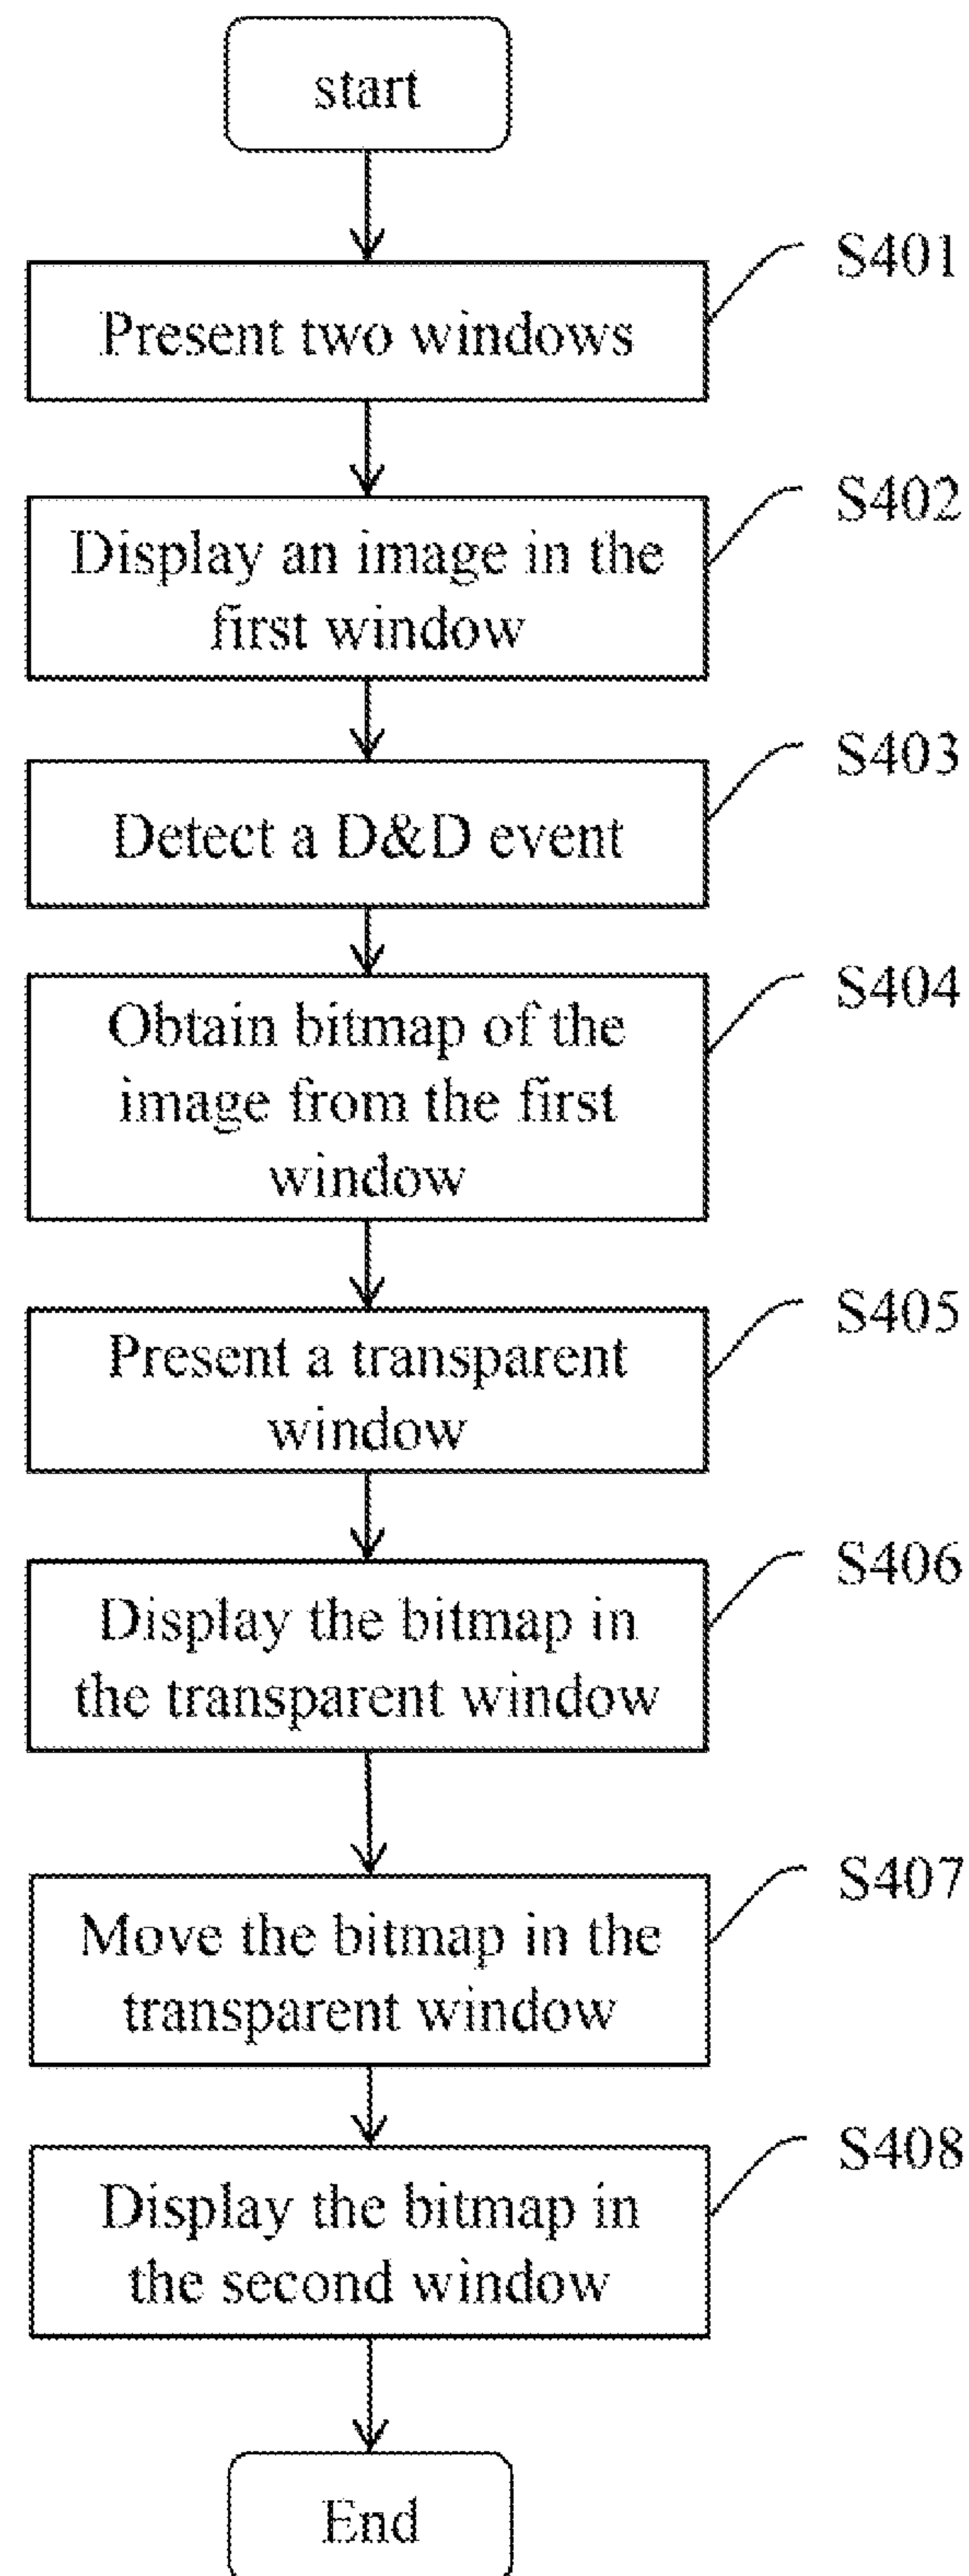 start
S401
Present two windows
S402
Display an image in the
first window
S403
Detect a D&D event
S404
Obtain bitmap of the
image from the first
window
S405
Present a transparent
window
S406
Display the bitmap in
the transparent window
S407
Move the bitmap in the
transparent window
S408
Display the bitmap in
the second window
End